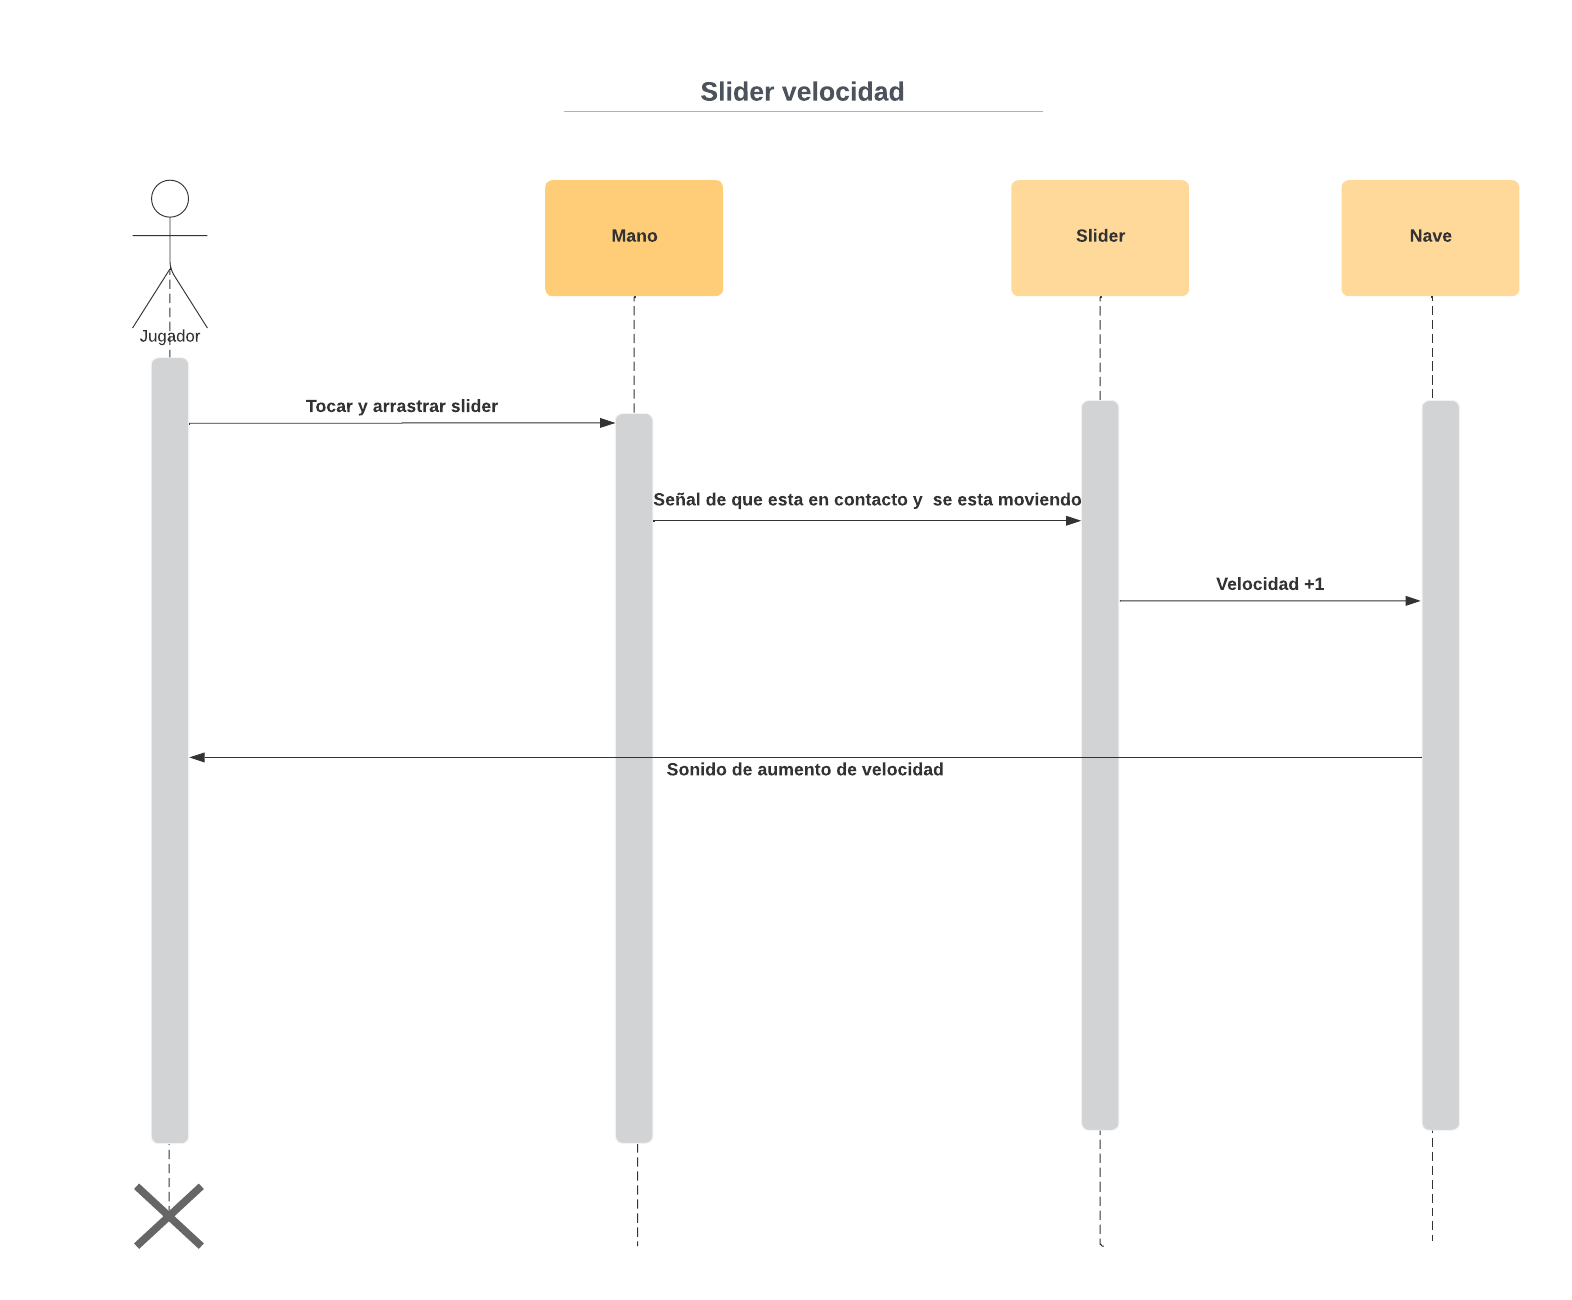 Slider velocidad
Mano
Slider
Nave
Jugador
Tocar y arrastrar slider
Señal de que esta en contacto y  se esta moviendo
Velocidad +1
Sonido de aumento de velocidad